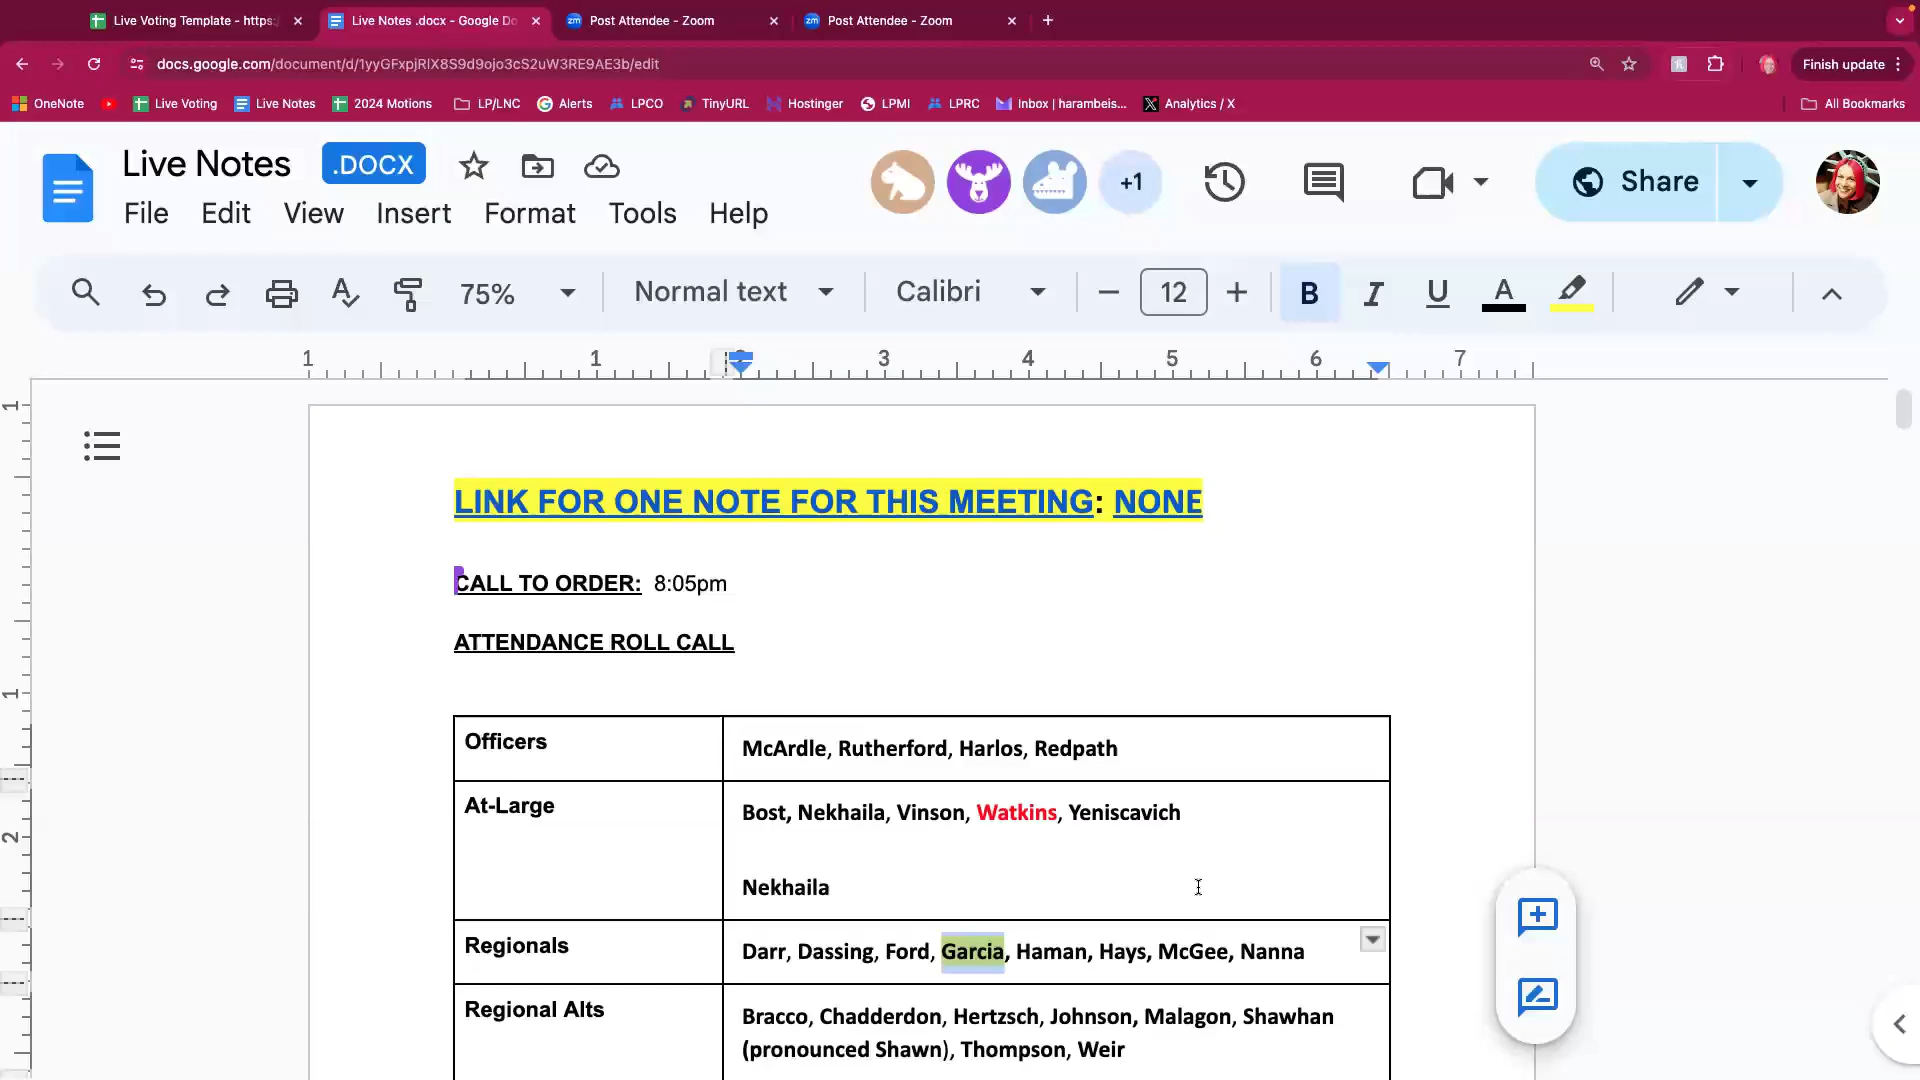 Live Voting Template - https:
Live Notes .docx - Google Do
Post Attendee - Zoom
Post Attendee - Zoom
docs.google.com/document/d/1yyGFxpjRlX8S9d9ojo3cS2uW3RE9AE3b/edit
Finish update
OneNote
Live Voting
Live Notes
2024 Motions
LP/LNC
Alerts
LPCO
TinyURL
Hostinger
LPMI
LPRC
Inbox | harambeis...
Analytics / X
All Bookmarks
Live Notes .DOCX
+1
Share
File Edit View Insert Format Tools Help
75% Normal text Calibri 12 B I U A
1 1 2 3 4 5 6 7
1
1
2
LINK FOR ONE NOTE FOR THIS MEETING: NONE
CALL TO ORDER: 8:05pm
ATTENDANCE ROLL CALL
Officers
McArdle, Rutherford, Harlos, Redpath
At-Large
Bost, Nekhaila, Vinson, Watkins, Yeniscavich
Nekhaila
Regionals
Darr, Dassing, Ford, Garcia, Haman, Hays, McGee, Nanna
Regional Alts
Bracco, Chadderdon, Hertzsch, Johnson, Malagon, Shawhan
(pronounced Shawn), Thompson, Weir